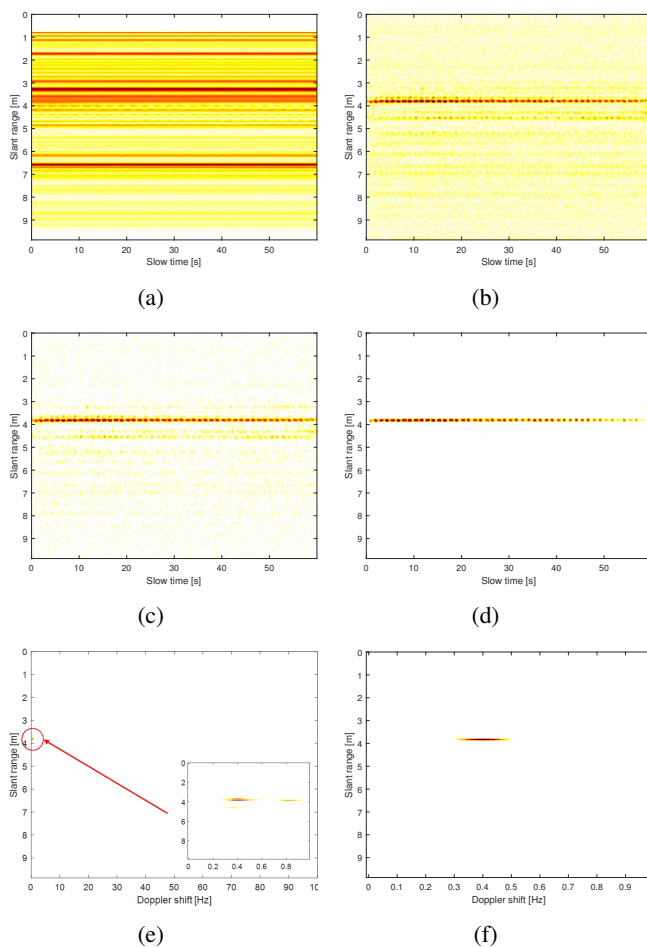 0
1
2
3
4
5
6
7
8
9
Slant range [m]
0 10 20 30 40 50
Slow time [s]
(a)
0
1
2
3
4
5
6
7
8
9
Slant range [m]
0 10 20 30 40 50
Slow time [s]
(b)
0
1
2
3
4
5
6
7
8
9
Slant range [m]
0 10 20 30 40 50
Slow time [s]
(c)
0
1
2
3
4
5
6
7
8
9
Slant range [m]
0 10 20 30 40 50
Slow time [s]
(d)
0
1
2
3
4
5
6
7
8
9
Slant range [m]
0
2
4
6
8
0 0.2 0.4 0.6 0.8
0 10 20 30 40 50 60 70 80 90 100
Doppler shift [Hz]
(e)
0
1
2
3
4
5
6
7
8
9
Slant range [m]
0 0.1 0.2 0.3 0.4 0.5 0.6 0.7 0.8 0.9
Doppler shift [Hz]
(f)